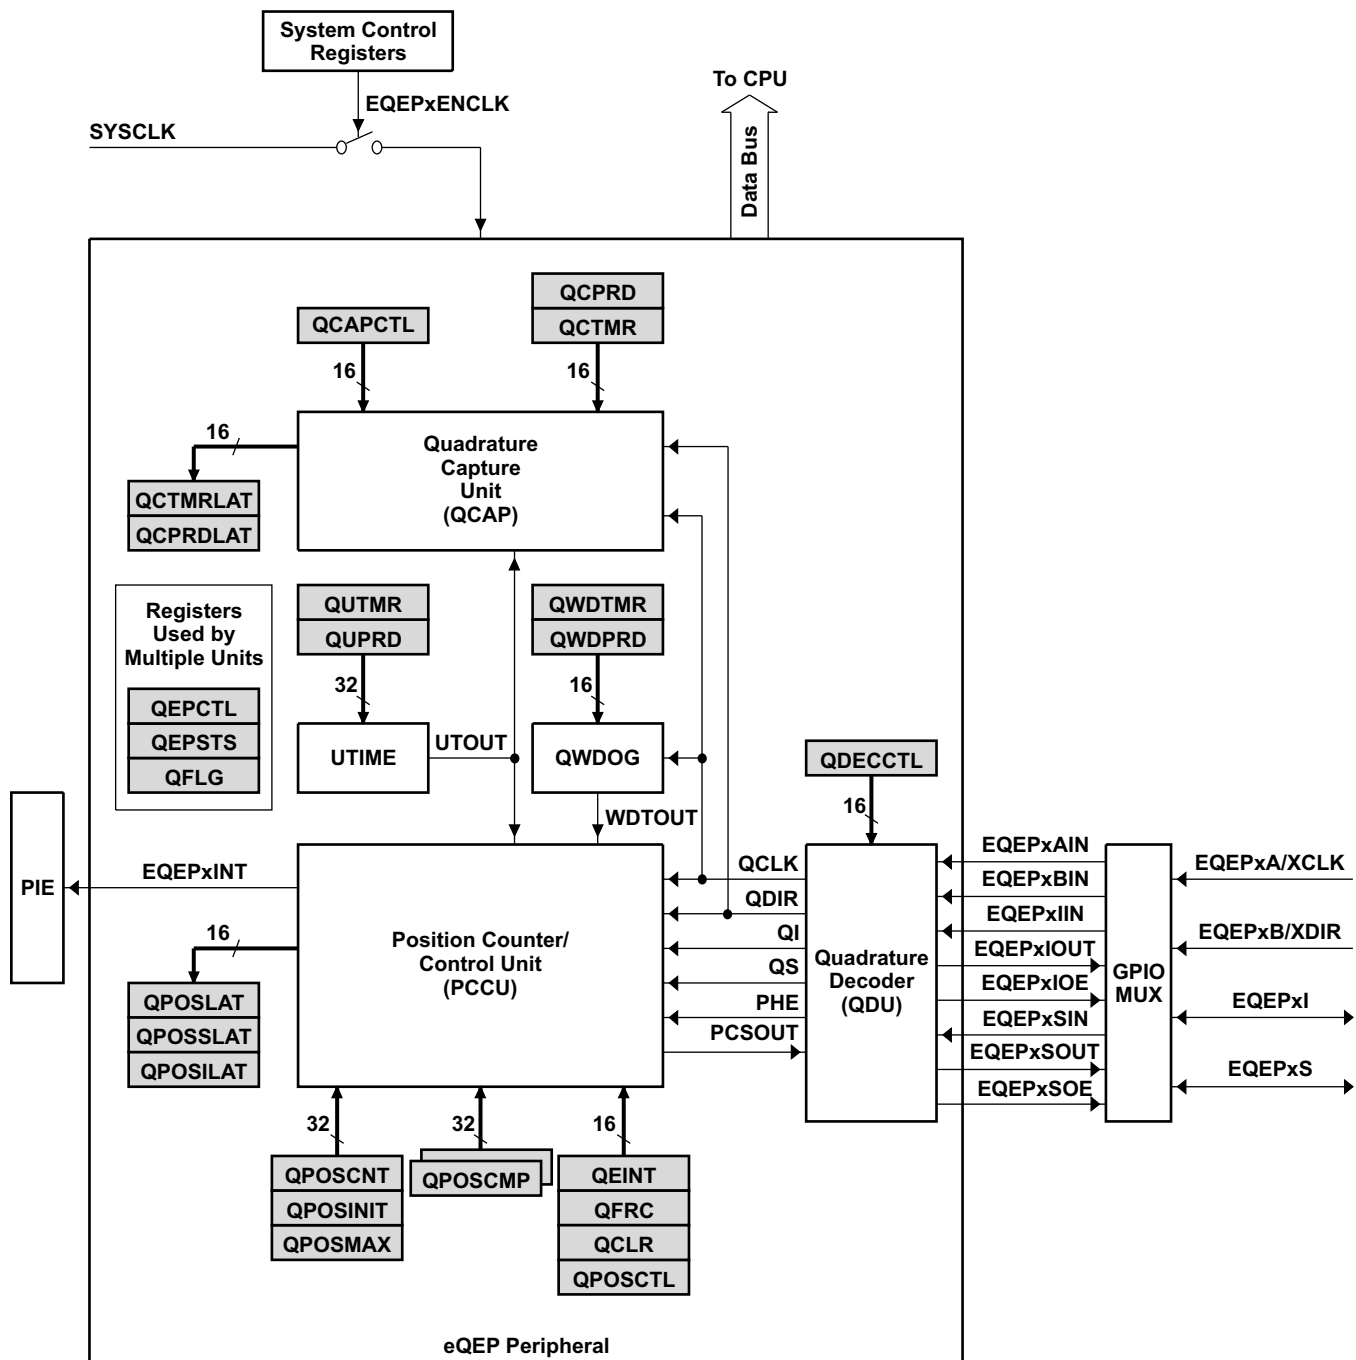 System Control
Registers
To CPU
EQEPxENCLK
SYSCLK
Data Bus
QCPRD
QCAPCTL
QCTMR
16
16
16
Quadrature
Capture
Unit
(QCAP)
QCTMRLAT
QCPRDLAT
Registers
Used by
Multiple Units
QEPCTL
QEPSTS
QFLG
QUTMR
QUPRD
QWDTMR
QWDPRD
32
16
UTIME
UTOUT
QWDOG
QDECCTL
WDTOUT
16
PIE
EQEPxINT
16
Position Counter/
Control Unit
(PCCU)
QCLK
QDIR
QI
QS
PHE
PCSOUT
Quadrature
Decoder
(QDU)
EQEPxAIN
EQEPxBIN
EQEPxIIN
EQEPxIOUT
EQEPxIOE
EQEPxSIN
EQEPxSOUT
EQEPxSOE
GPIO
MUX
EQEPxA/XCLK
EQEPxB/XDIR
EQEPxI
EQEPxS
QPOSLAT
QPOSSLAT
QPOSILAT
32
32
16
QPOSCNT
QPOSINIT
QPOSMAX
QPOSCMP
QEINT
QFRC
QCLR
QPOSCTL
eQEP Peripheral